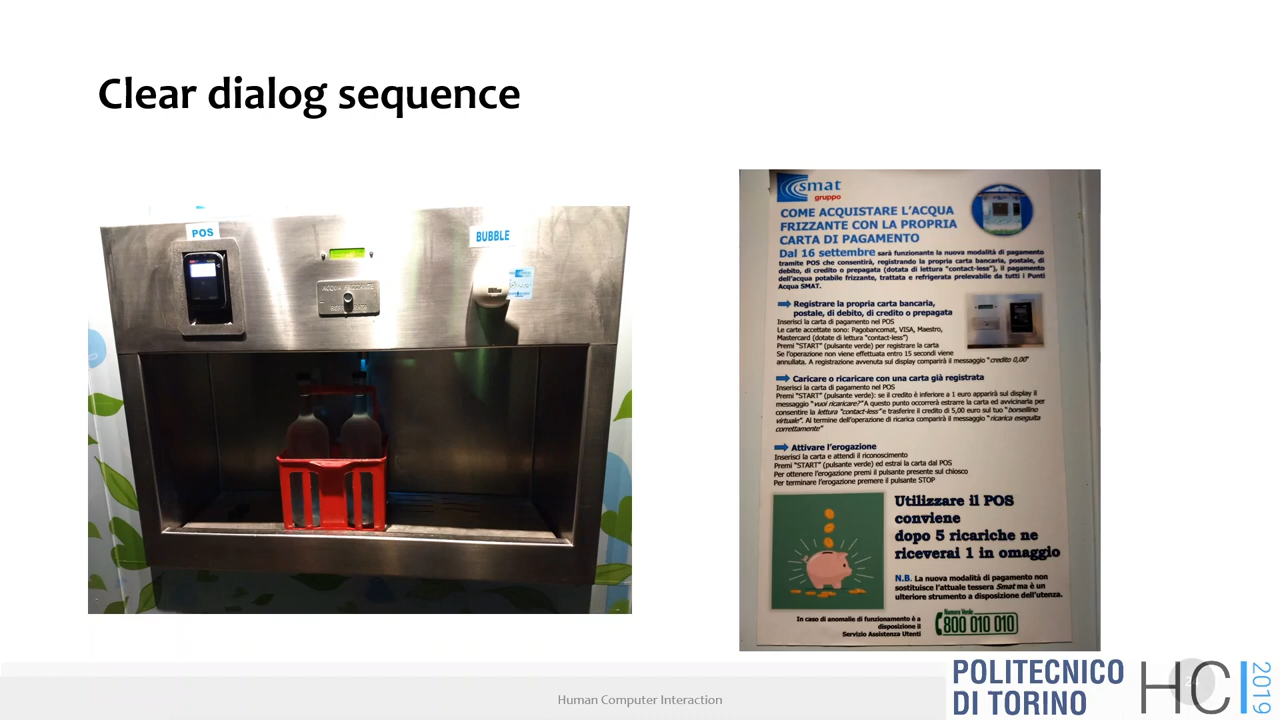 Clear dialog sequence
POS
BUBBLE
ACQUA FRIZZANTE
smat
gruppo
COME ACQUISTARE L'ACQUA
FRIZZANTE CON LA PROPRIA
CARTA DI PAGAMENTO
Dal 16 settembre sarà funzionante la nuova modalità di pagamento
tramite POS che consentirà, registrando la propria carta bancaria, postale, di
debito, di credito o prepagata (dotata di lettura "contact-less"), il pagamento
dell'acqua potabile frizzante, trattata e refrigerata prelevabile da tutti i Punti
Acqua SMAT.
Registrare la propria carta bancaria,
postale, di debito, di credito o prepagata
Inserisci la carta di pagamento nel POS
Le carte accettate sono: Pagobancomat, VISA, Maestro,
Mastercard (dotate di lettura "contact-less")
Premi "START" (pulsante verde) per registrare la carta
Se l'operazione non viene effettuata entro 15 secondi viene
annullata. A registrazione avvenuta sul display comparirà il messaggio "credito 0,00"
Caricare o ricaricare con una carta già registrata
Inserisci la carta di pagamento nel POS
Premi "START" (pulsante verde): se il credito è inferiore a 1 euro apparirà sul display il
messaggio "vuoi ricaricare?" A questo punto occorrerà estrarre la carta ed avvicinarla per
consentire la lettura "contact-less" e trasferire il credito di 5,00 euro sul tuo "borsellino
virtuale". Al termine dell'operazione di ricarica comparirà il messaggio "ricarica eseguita
correttamente"
Attivare l'erogazione
Inserisci la carta e attendi il riconoscimento
Premi "START" (pulsante verde) ed estrai la carta dal POS
Per ottenere l'erogazione premi il pulsante presente sul chiosco
Per terminare l'erogazione premere il pulsante STOP
Utilizzare il POS
conviene
dopo 5 ricariche ne
riceverai 1 in omaggio
N.B. La nuova modalità di pagamento non
sostituisce l'attuale tessera Smat ma è un
ulteriore strumento a disposizione dell'utenza.
In caso di anomalie di funzionamento è a
disposizione il
Servizio Assistenza Utenti
Numero Verde
800 010 010
Human Computer Interaction
POLITECNICO
DI TORINO
HCI
2019